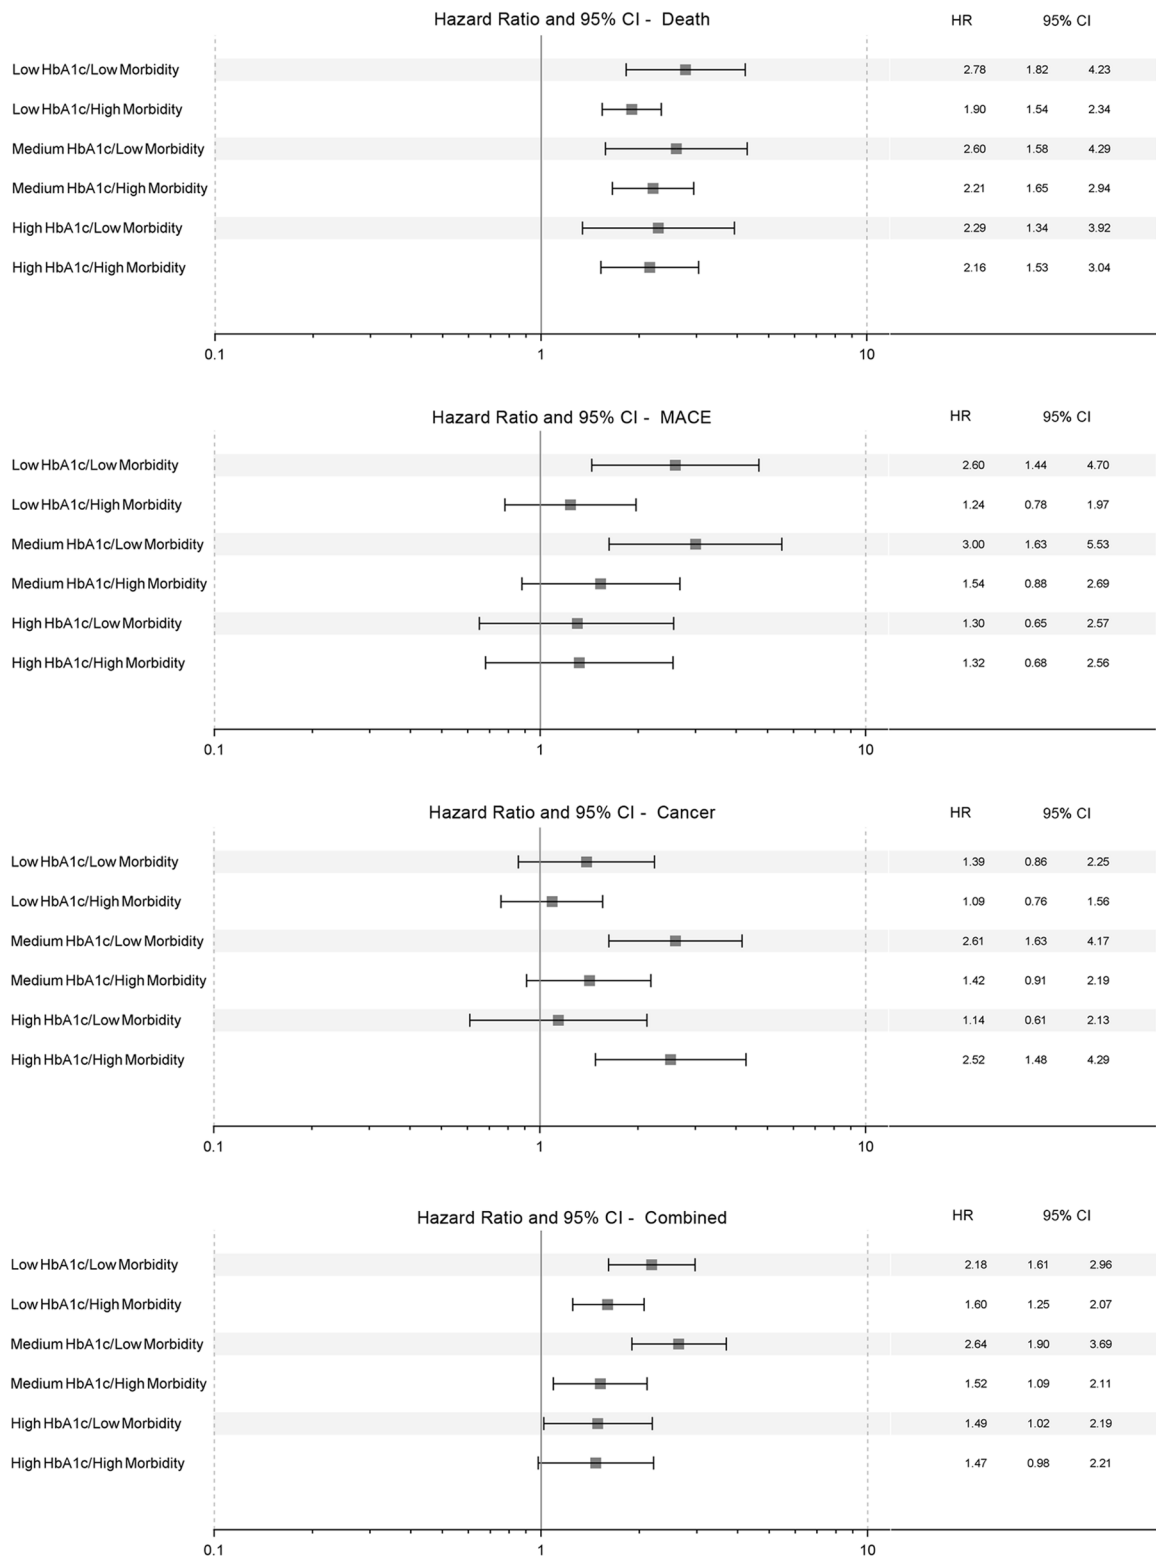 Hazard Ratio and 95% CI - Death HR 95% CI
Low HbA1c/Low Morbidity 2.78 1.82 4.23
Low HbA1c/High Morbidity 1.90 1.54 2.34
Medium HbA1c/Low Morbidity 2.60 1.58 4.29
Medium HbA1c/High Morbidity 2.21 1.65 2.94
High HbA1c/Low Morbidity 2.29 1.34 3.92
High HbA1c/High Morbidity 2.16 1.53 3.04
0.1 1 10
Hazard Ratio and 95% CI - MACE HR 95% CI
Low HbA1c/Low Morbidity 2.60 1.44 4.70
Low HbA1c/High Morbidity 1.24 0.78 1.97
Medium HbA1c/Low Morbidity 3.00 1.63 5.53
Medium HbA1c/High Morbidity 1.54 0.88 2.69
High HbA1c/Low Morbidity 1.30 0.65 2.57
High HbA1c/High Morbidity 1.32 0.68 2.56
0.1 1 10
Hazard Ratio and 95% CI - Cancer HR 95% CI
Low HbA1c/Low Morbidity 1.39 0.86 2.25
Low HbA1c/High Morbidity 1.09 0.76 1.56
Medium HbA1c/Low Morbidity 2.61 1.63 4.17
Medium HbA1c/High Morbidity 1.42 0.91 2.19
High HbA1c/Low Morbidity 1.14 0.61 2.13
High HbA1c/High Morbidity 2.52 1.48 4.29
0.1 1 10
Hazard Ratio and 95% CI - Combined HR 95% CI
Low HbA1c/Low Morbidity 2.18 1.61 2.96
Low HbA1c/High Morbidity 1.60 1.25 2.07
Medium HbA1c/Low Morbidity 2.64 1.90 3.69
Medium HbA1c/High Morbidity 1.52 1.09 2.11
High HbA1c/Low Morbidity 1.49 1.02 2.19
High HbA1c/High Morbidity 1.47 0.98 2.21
0.1 1 10